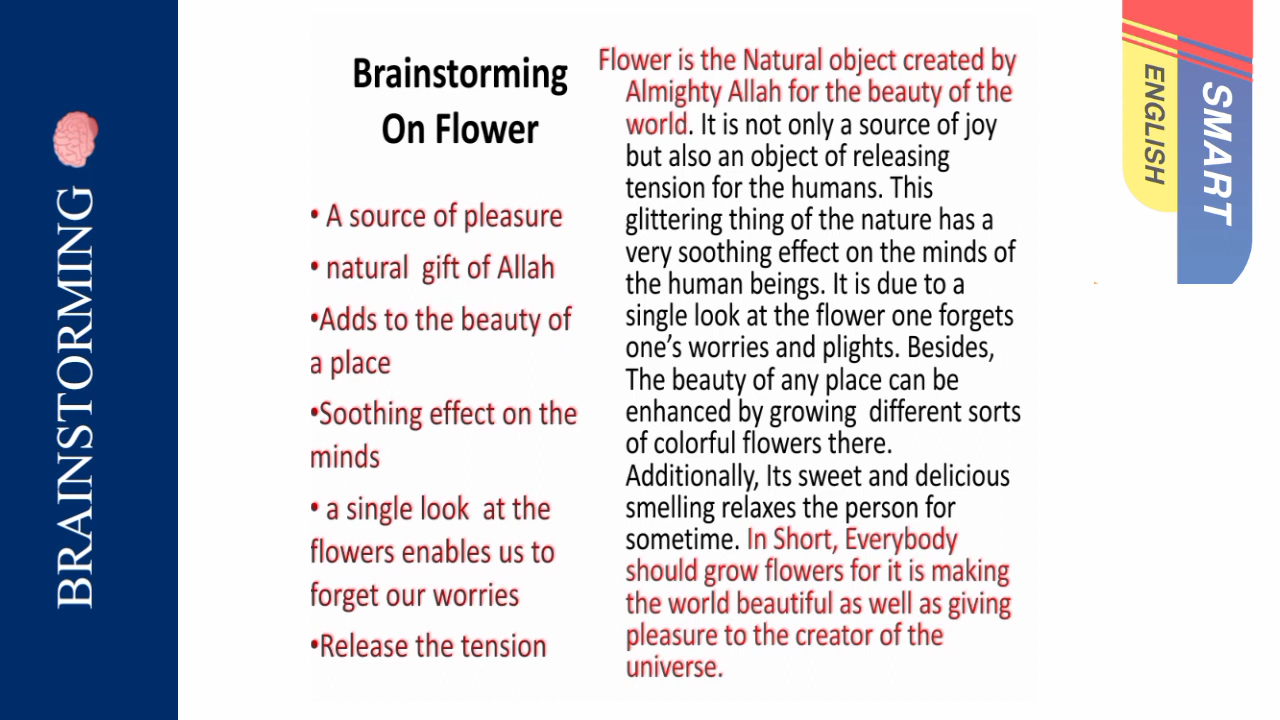 BRAINSTORMING
Brainstorming
On Flower
• A source of pleasure
• natural gift of Allah
•Adds to the beauty of
a place
•Soothing effect on the
minds
• a single look at the
flowers enables us to
forget our worries
•Release the tension
Flower is the Natural object created by
Almighty Allah for the beauty of the
world. It is not only a source of joy
but also an object of releasing
tension for the humans. This
glittering thing of the nature has a
very soothing effect on the minds of
the human beings. It is due to a
single look at the flower one forgets
one’s worries and plights. Besides,
The beauty of any place can be
enhanced by growing different sorts
of colorful flowers there.
Additionally, Its sweet and delicious
smelling relaxes the person for
sometime. In Short, Everybody
should grow flowers for it is making
the world beautiful as well as giving
pleasure to the creator of the
universe.
SMART
ENGLISH